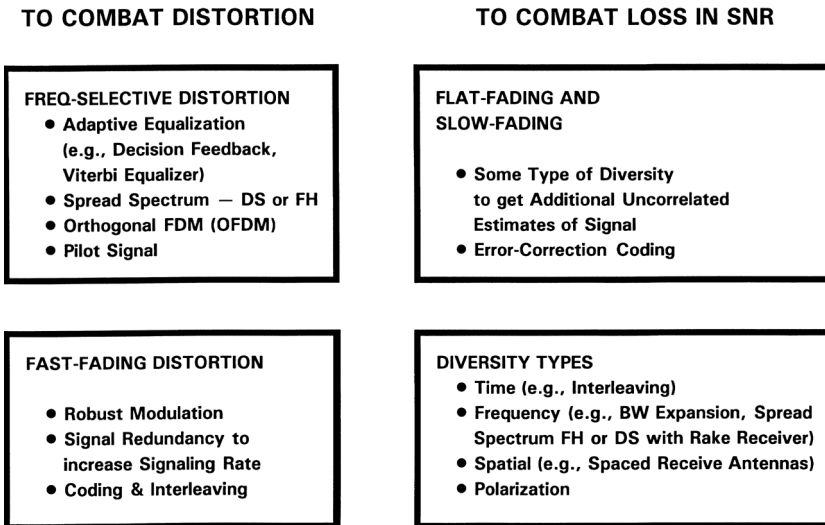 TO COMBAT DISTORTION
FREQ-SELECTIVE DISTORTION
● Adaptive Equalization
(e.g., Decision Feedback,
Viterbi Equalizer)
● Spread Spectrum — DS or FH
● Orthogonal FDM (OFDM)
● Pilot Signal
FAST-FADING DISTORTION
● Robust Modulation
● Signal Redundancy to
increase Signaling Rate
● Coding & Interleaving
TO COMBAT LOSS IN SNR
FLAT-FADING AND
SLOW-FADING
● Some Type of Diversity
to get Additional Uncorrelated
Estimates of Signal
● Error-Correction Coding
DIVERSITY TYPES
● Time (e.g., Interleaving)
● Frequency (e.g., BW Expansion, Spread
Spectrum FH or DS with Rake Receiver)
● Spatial (e.g., Spaced Receive Antennas)
● Polarization